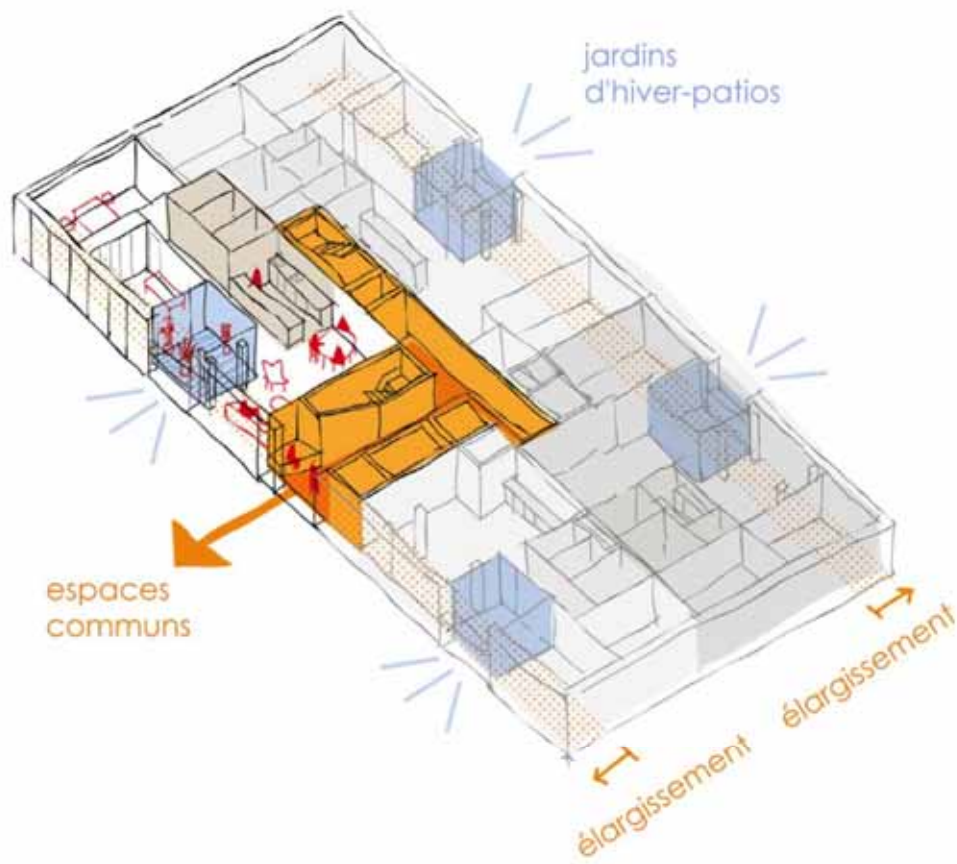 jardins
d'hiver-patios
espaces
communs
élargissement
élargissement